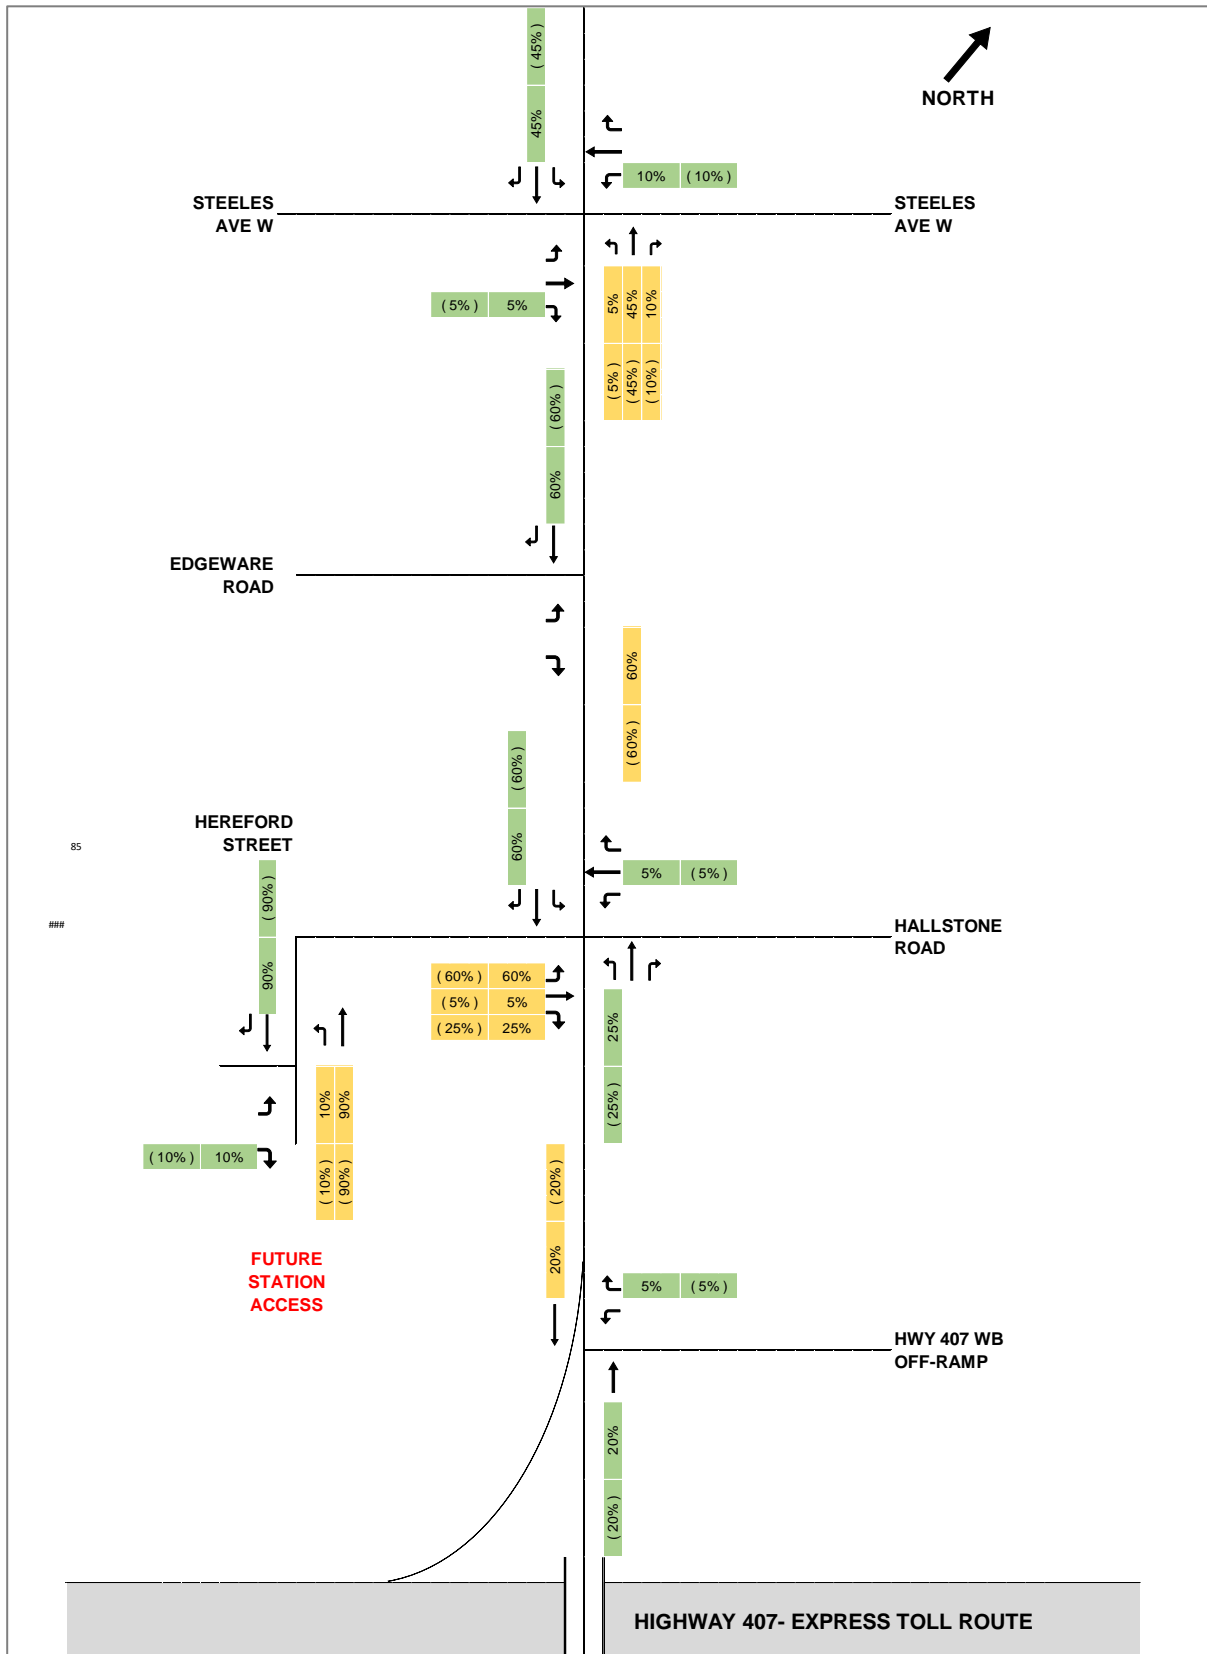 ( 45% )
45%
NORTH
10% ( 10% )
STEELES
AVE W
STEELES
AVE W
( 5% ) 5%
5% 45% 10%
( 5% ) ( 45% ) ( 10% )
( 60% )
60%
EDGEWARE
ROAD
60%
( 60% )
( 60% )
60%
HEREFORD
STREET
85
( 90% )
90%
###
5% ( 5% )
HALLSTONE
ROAD
( 60% ) 60%
( 5% ) 5%
( 25% ) 25%
25%
( 25% )
10% 90%
( 10% ) ( 90% )
( 10% ) 10%
( 20% )
20%
FUTURE
STATION
ACCESS
5% ( 5% )
HWY 407 WB
OFF-RAMP
20%
( 20% )
HIGHWAY 407- EXPRESS TOLL ROUTE